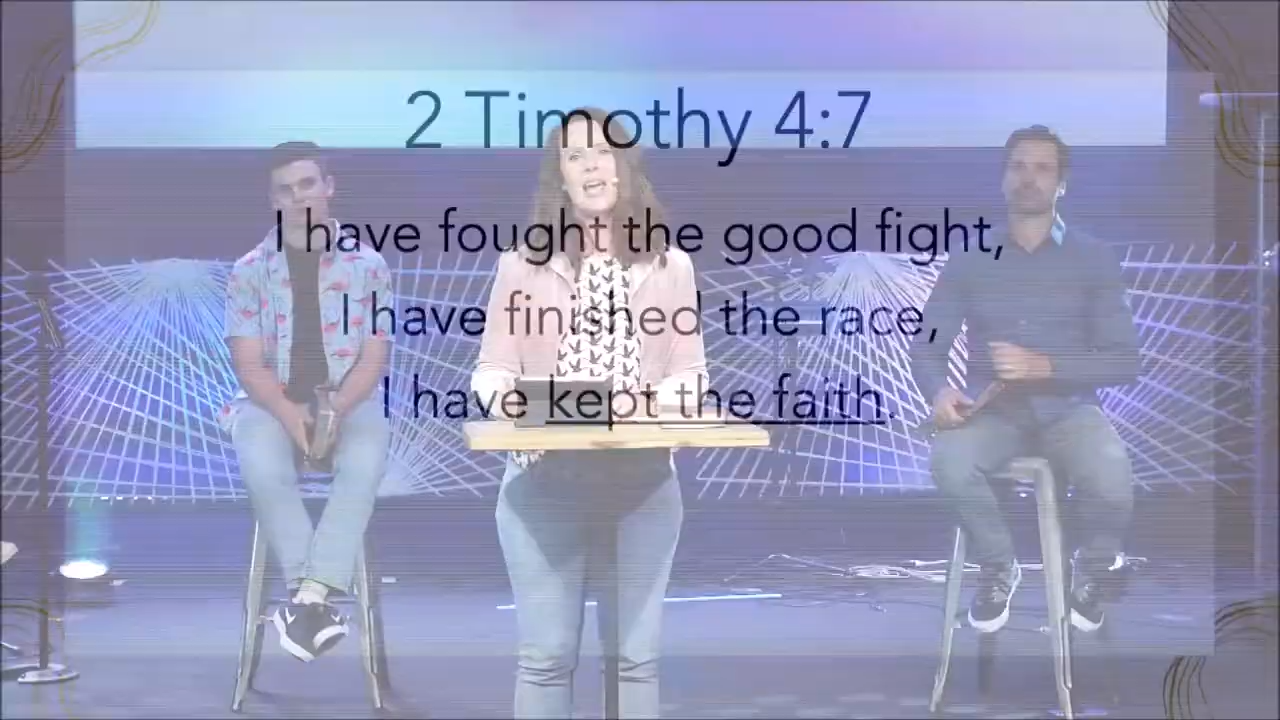 2 Timothy 4:7
I have fought the good fight,
I have finished the race,
I have kept the faith.